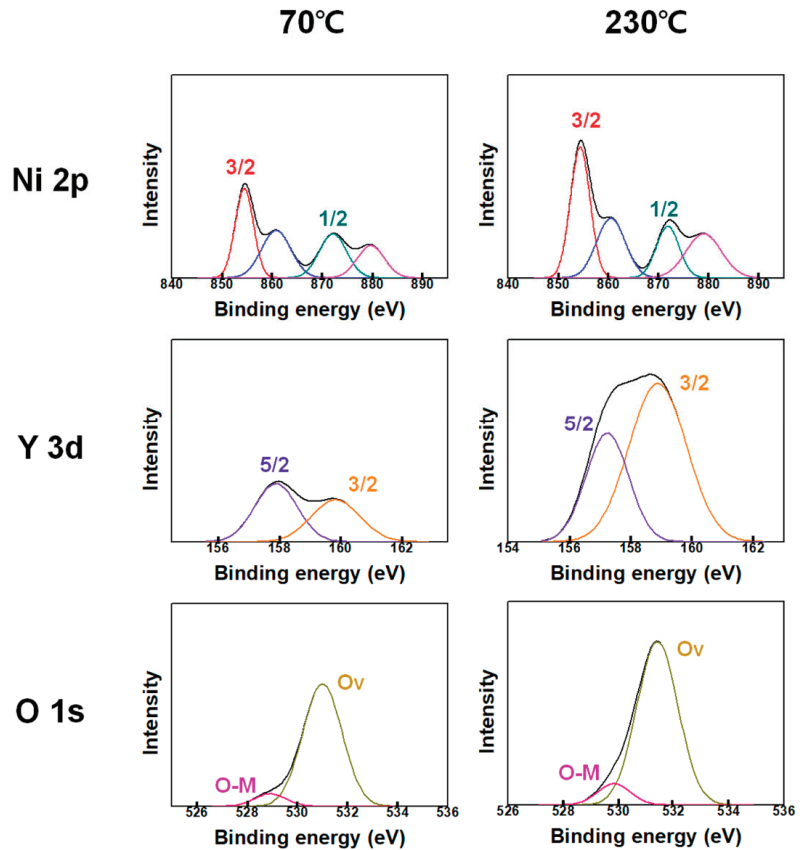 70℃
230℃
Ni 2p
Intensity
3/2
1/2
840 850 860 870 880 890
Binding energy (eV)
Intensity
3/2
1/2
840 850 860 870 880 890
Binding energy (eV)
Y 3d
Intensity
5/2
3/2
156 158 160 162
Binding energy (eV)
Intensity
5/2
3/2
154 156 158 160 162
Binding energy (eV)
O 1s
Intensity
Ov
O-M
526 528 530 532 534 536
Binding energy (eV)
Intensity
Ov
O-M
526 528 530 532 534 536
Binding energy (eV)